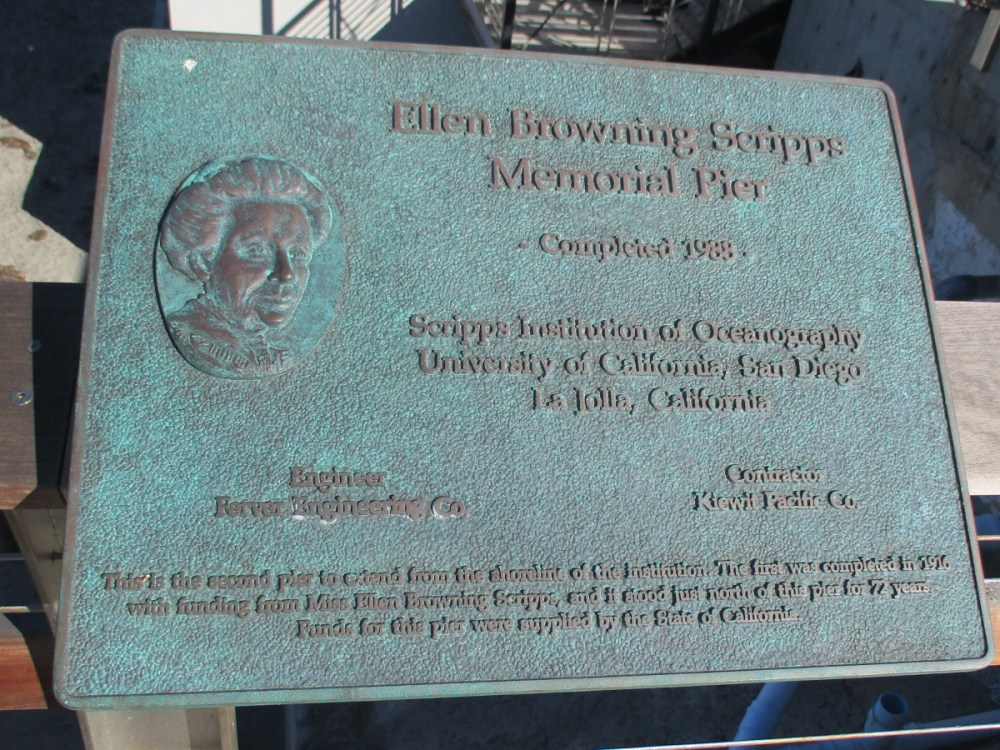 Ellen Browning Scripps
Memorial Pier
- Completed 1988 -
Scripps Institution of Oceanography
University of California, San Diego
La Jolla, California
Engineer
Ferver Engineering Co
Contractor
Kiewit Pacific Co.
This is the second pier to extend from the shoreline of the institution. The first was completed in 1916
with funding from Miss Ellen Browning Scripps, and it stood just north of this pier for 72 years.
Funds for this pier were supplied by the State of California.